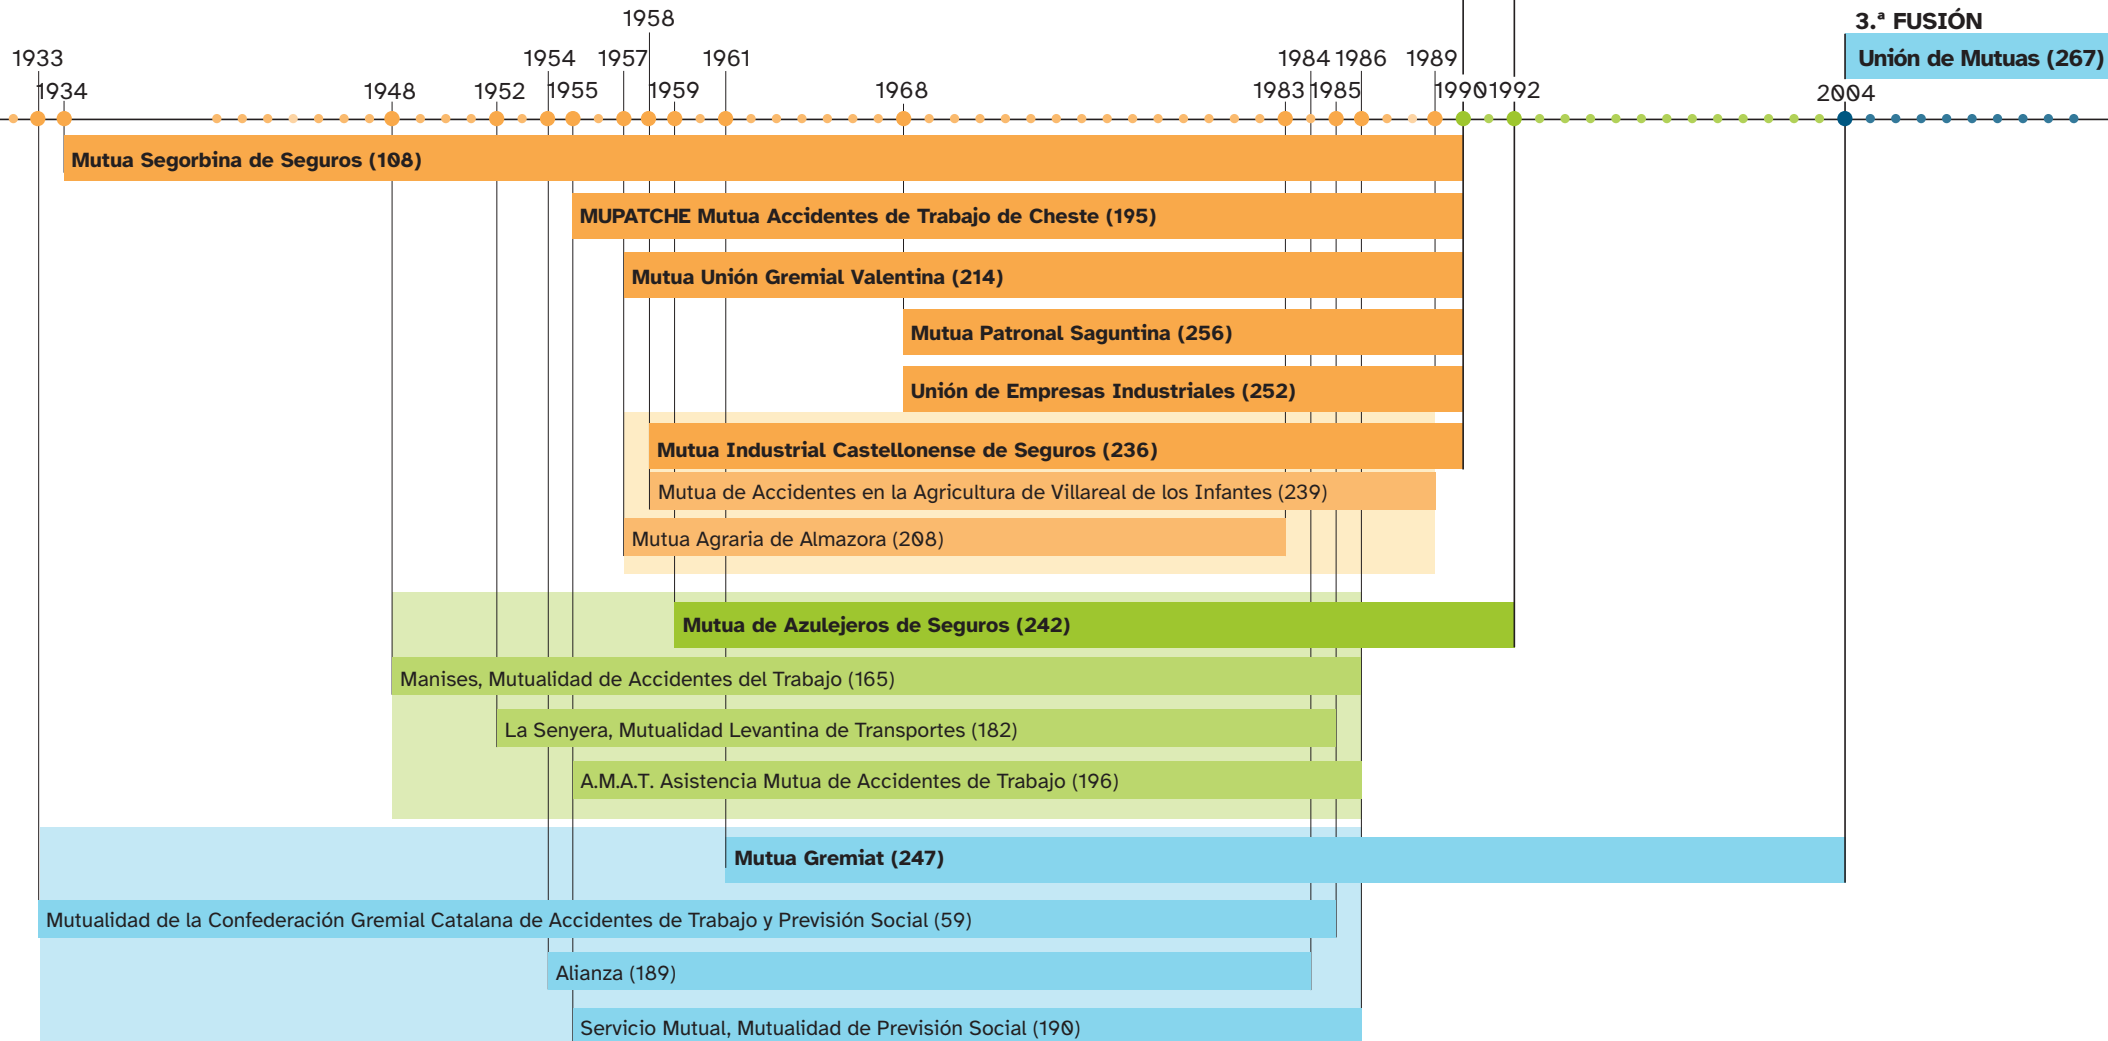 1958
3.ª FUSIÓN
1933
1954
1957
1961
1984
1986
1989
Unión de Mutuas (267)
1934
1948
1952
1955
1959
1968
1983
1985
1990
1992
2004
Mutua Segorbina de Seguros (108)
MUPATCHE Mutua Accidentes de Trabajo de Cheste (195)
Mutua Unión Gremial Valentina (214)
Mutua Patronal Saguntina (256)
Unión de Empresas Industriales (252)
Mutua Industrial Castellonense de Seguros (236)
Mutua de Accidentes en la Agricultura de Villareal de los Infantes (239)
Mutua Agraria de Almazora (208)
Mutua de Azulejeros de Seguros (242)
Manises, Mutualidad de Accidentes del Trabajo (165)
La Senyera, Mutualidad Levantina de Transportes (182)
A.M.A.T. Asistencia Mutua de Accidentes de Trabajo (196)
Mutua Gremiat (247)
Mutualidad de la Confederación Gremial Catalana de Accidentes de Trabajo y Previsión Social (59)
Alianza (189)
Servicio Mutual, Mutualidad de Previsión Social (190)